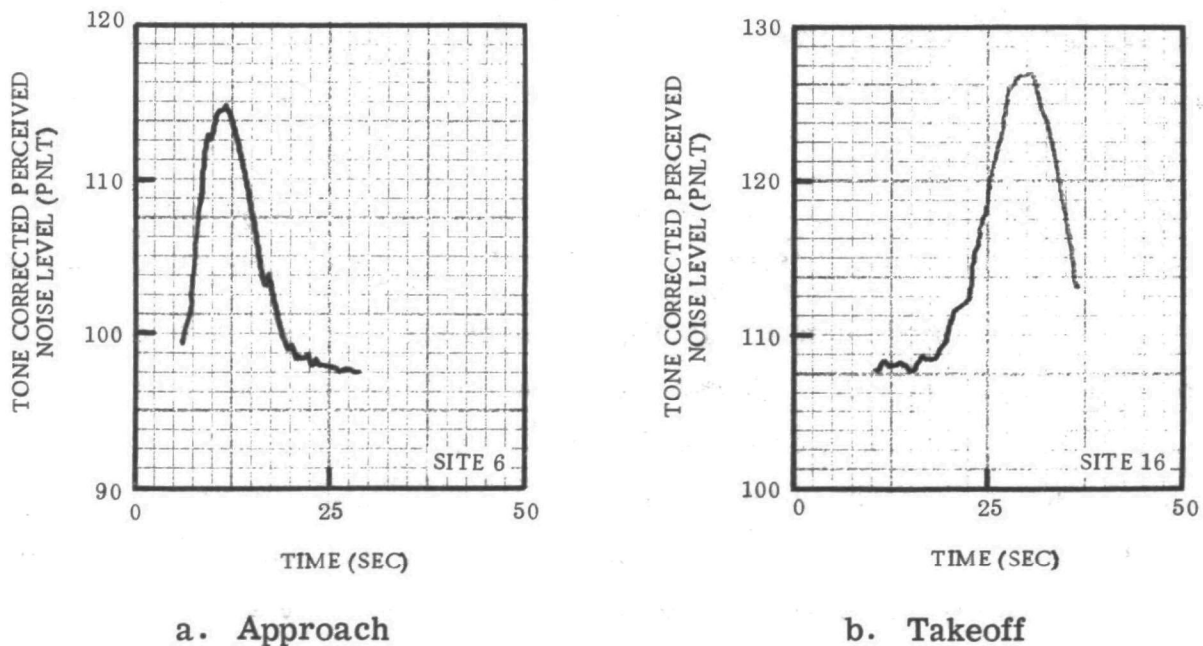 TONE CORRECTED PERCEIVED
NOISE LEVEL (PNLT)
120
110
100
90
0
25
50
SITE 6
TIME (SEC)
a. Approach
TONE CORRECTED PERCEIVED
NOISE LEVEL (PNLT)
130
120
110
100
0
25
50
SITE 16
TIME (SEC)
b. Takeoff